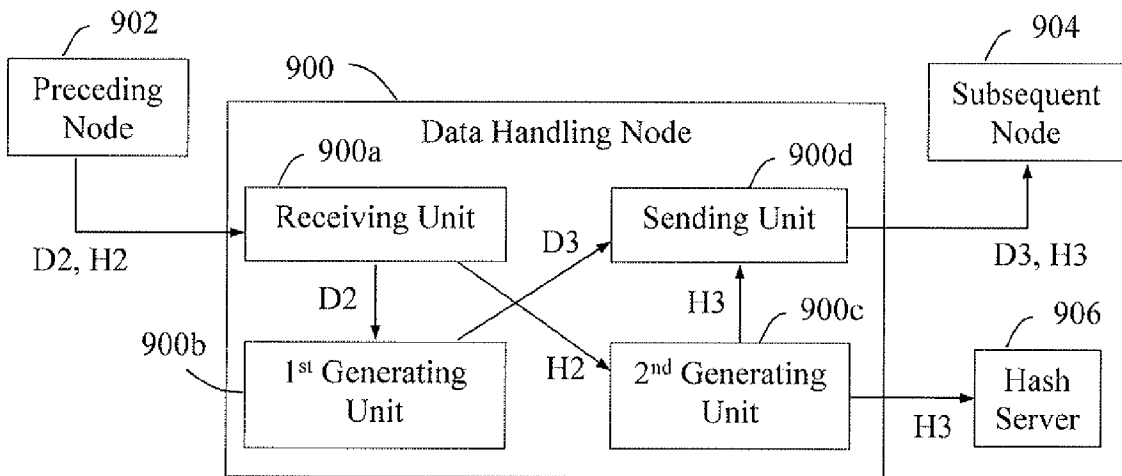 902
Preceding
Node
D2, H2
900
Data Handling Node
900a
Receiving Unit
D2
900b
1st Generating
Unit
D3
H2
900d
Sending Unit
H3
900c
2nd Generating
Unit
904
Subsequent
Node
D3, H3
906
Hash
Server
H3